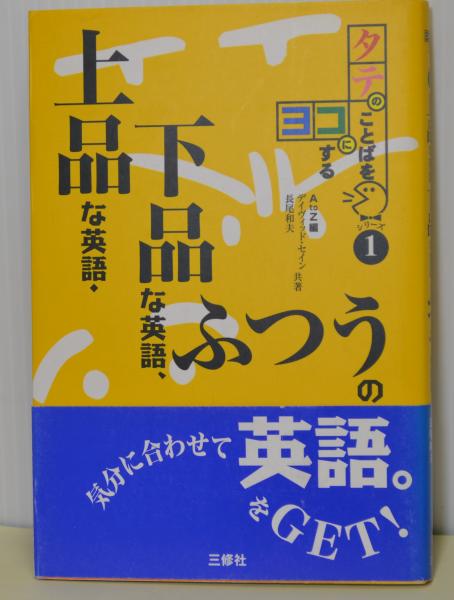 タテのことばを
ヨコにする
シリーズ
1
AtoZ編
デイヴィッド・セイン
長尾和夫
共著
上品な英語・
下品な英語、
ふつうの
英語。
気分に合わせて
をGET!
三修社